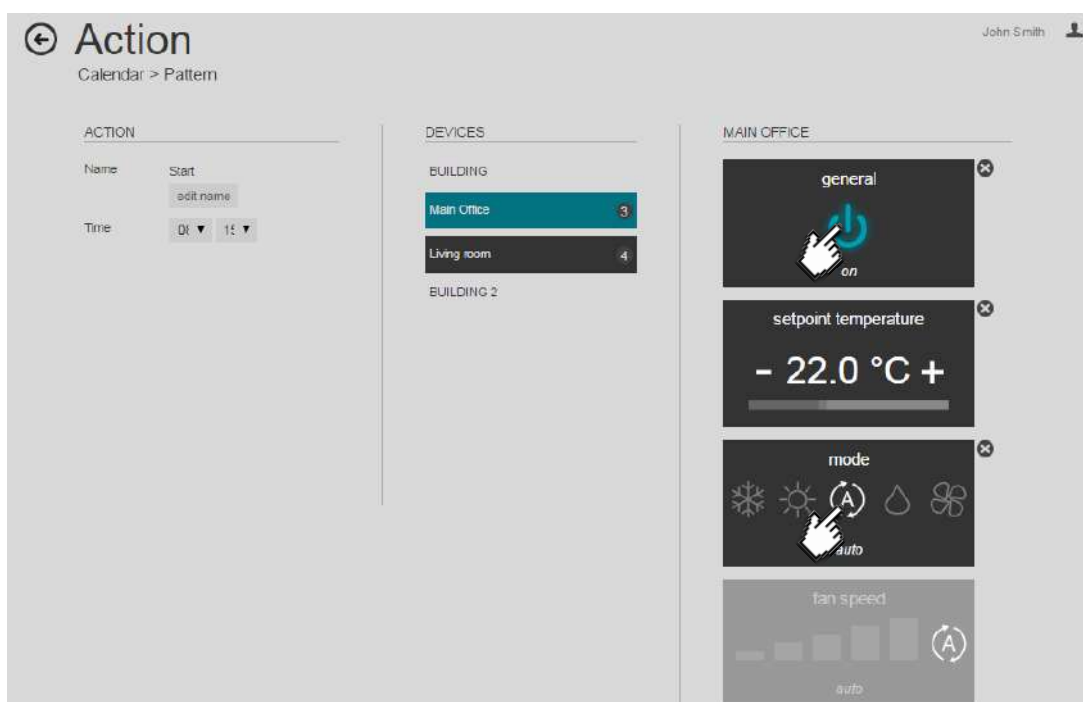 Action
John Smith
Calendar > Pattern
ACTION
Name
Start
edit name
Time
15
DEVICES
BUILDING
Main Office 3
Living room 4
BUILDING 2
MAIN OFFICE
general
on
setpoint temperature
- 22.0 °C +
mode
A
auto
fan speed
A
auto